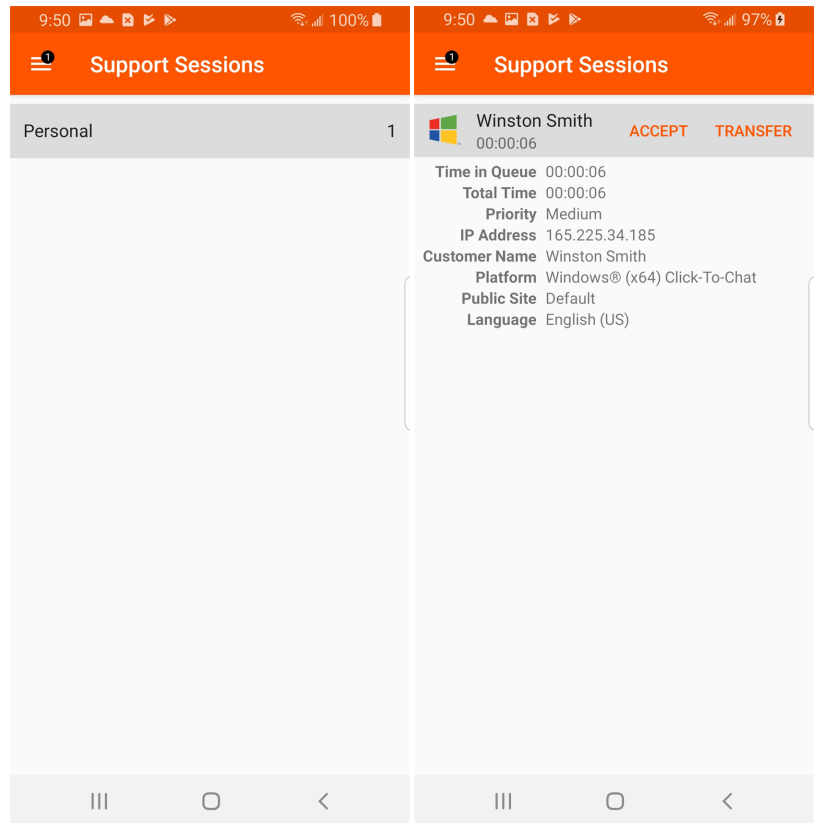 9:50 100%
1
Support Sessions
Personal 1
9:50 97%
1
Support Sessions
Winston Smith
00:00:06
ACCEPT TRANSFER
Time in Queue 00:00:06
Total Time 00:00:06
Priority Medium
IP Address 165.225.34.185
Customer Name Winston Smith
Platform Windows® (x64) Click-To-Chat
Public Site Default
Language English (US)